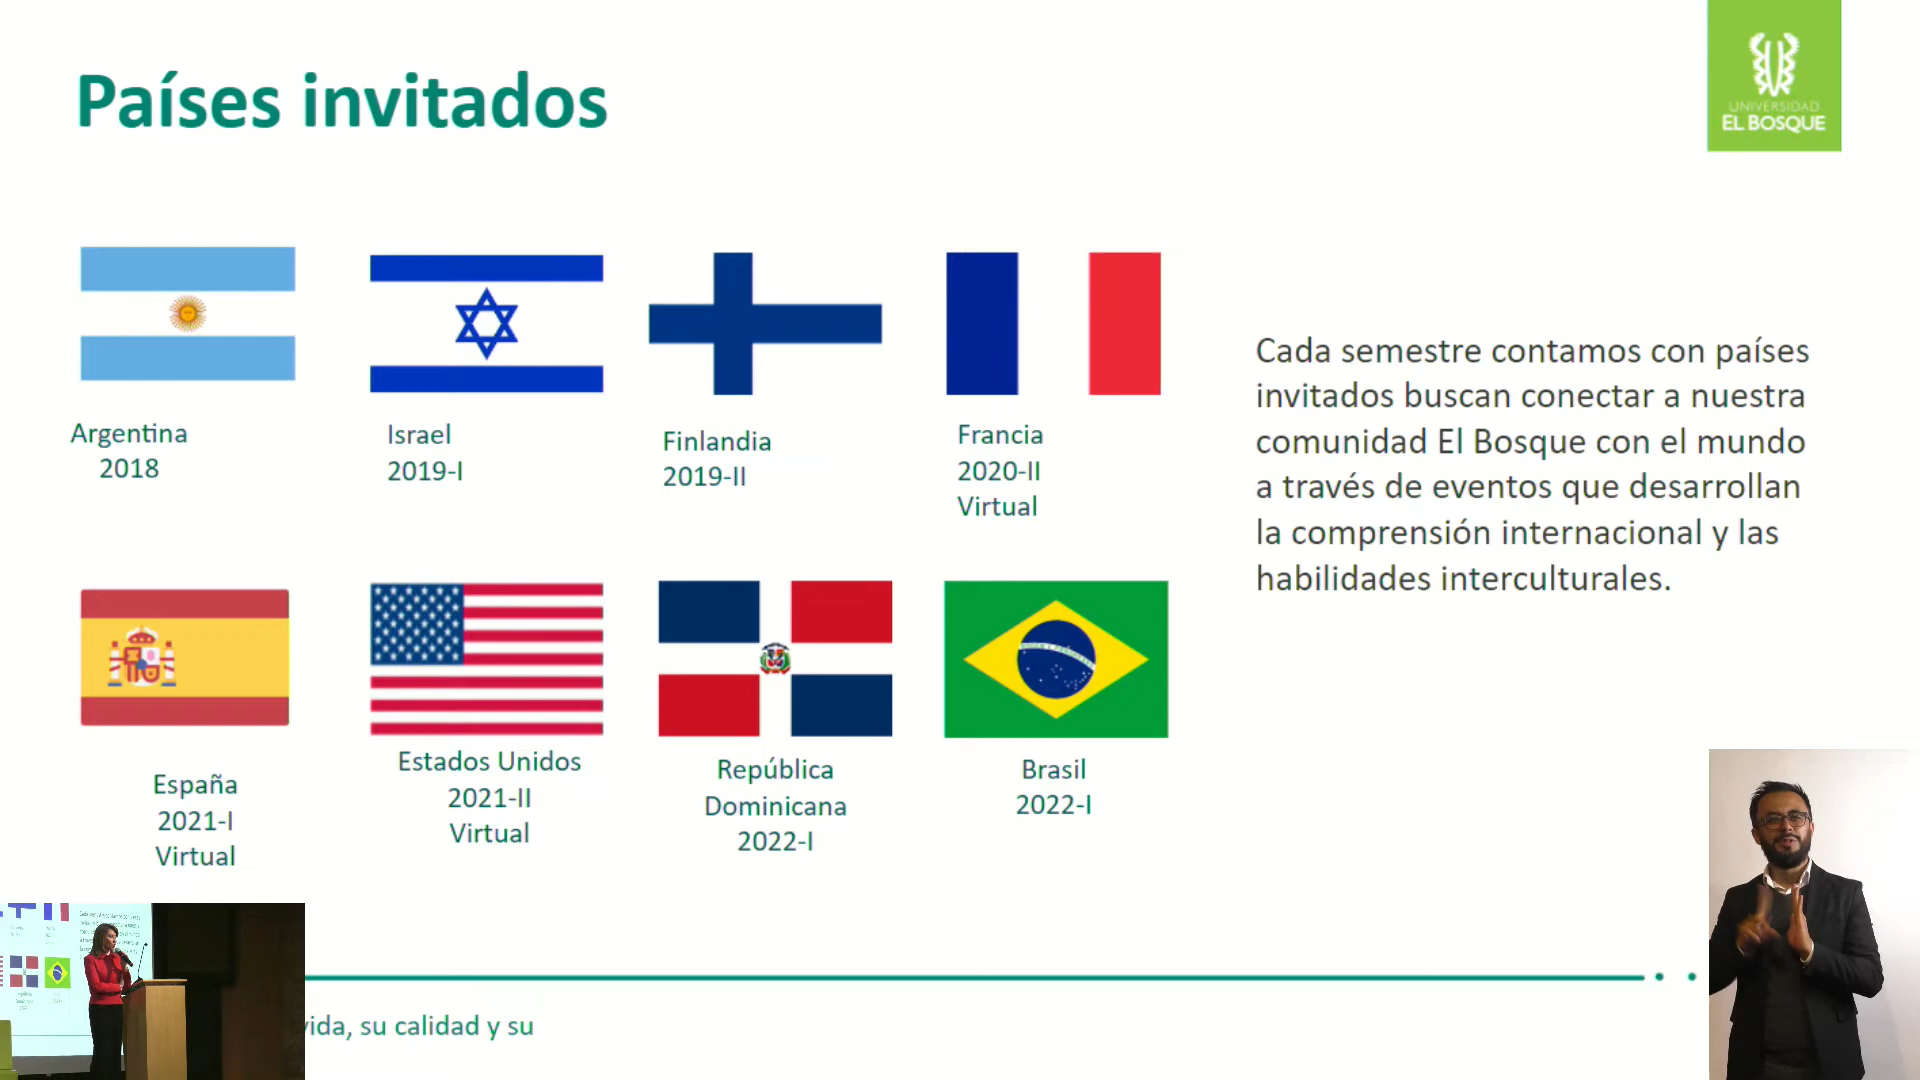 Países invitados
UNIVERSIDAD
EL BOSQUE
Argentina
2018
Israel
2019-I
Finlandia
2019-II
Francia
2020-II
Virtual
Cada semestre contamos con países
invitados buscan conectar a nuestra
comunidad El Bosque con el mundo
a través de eventos que desarrollan
la comprensión internacional y las
habilidades interculturales.
España
2021-I
Virtual
Estados Unidos
2021-II
Virtual
República
Dominicana
2022-I
Brasil
2022-I
vida, su calidad y su